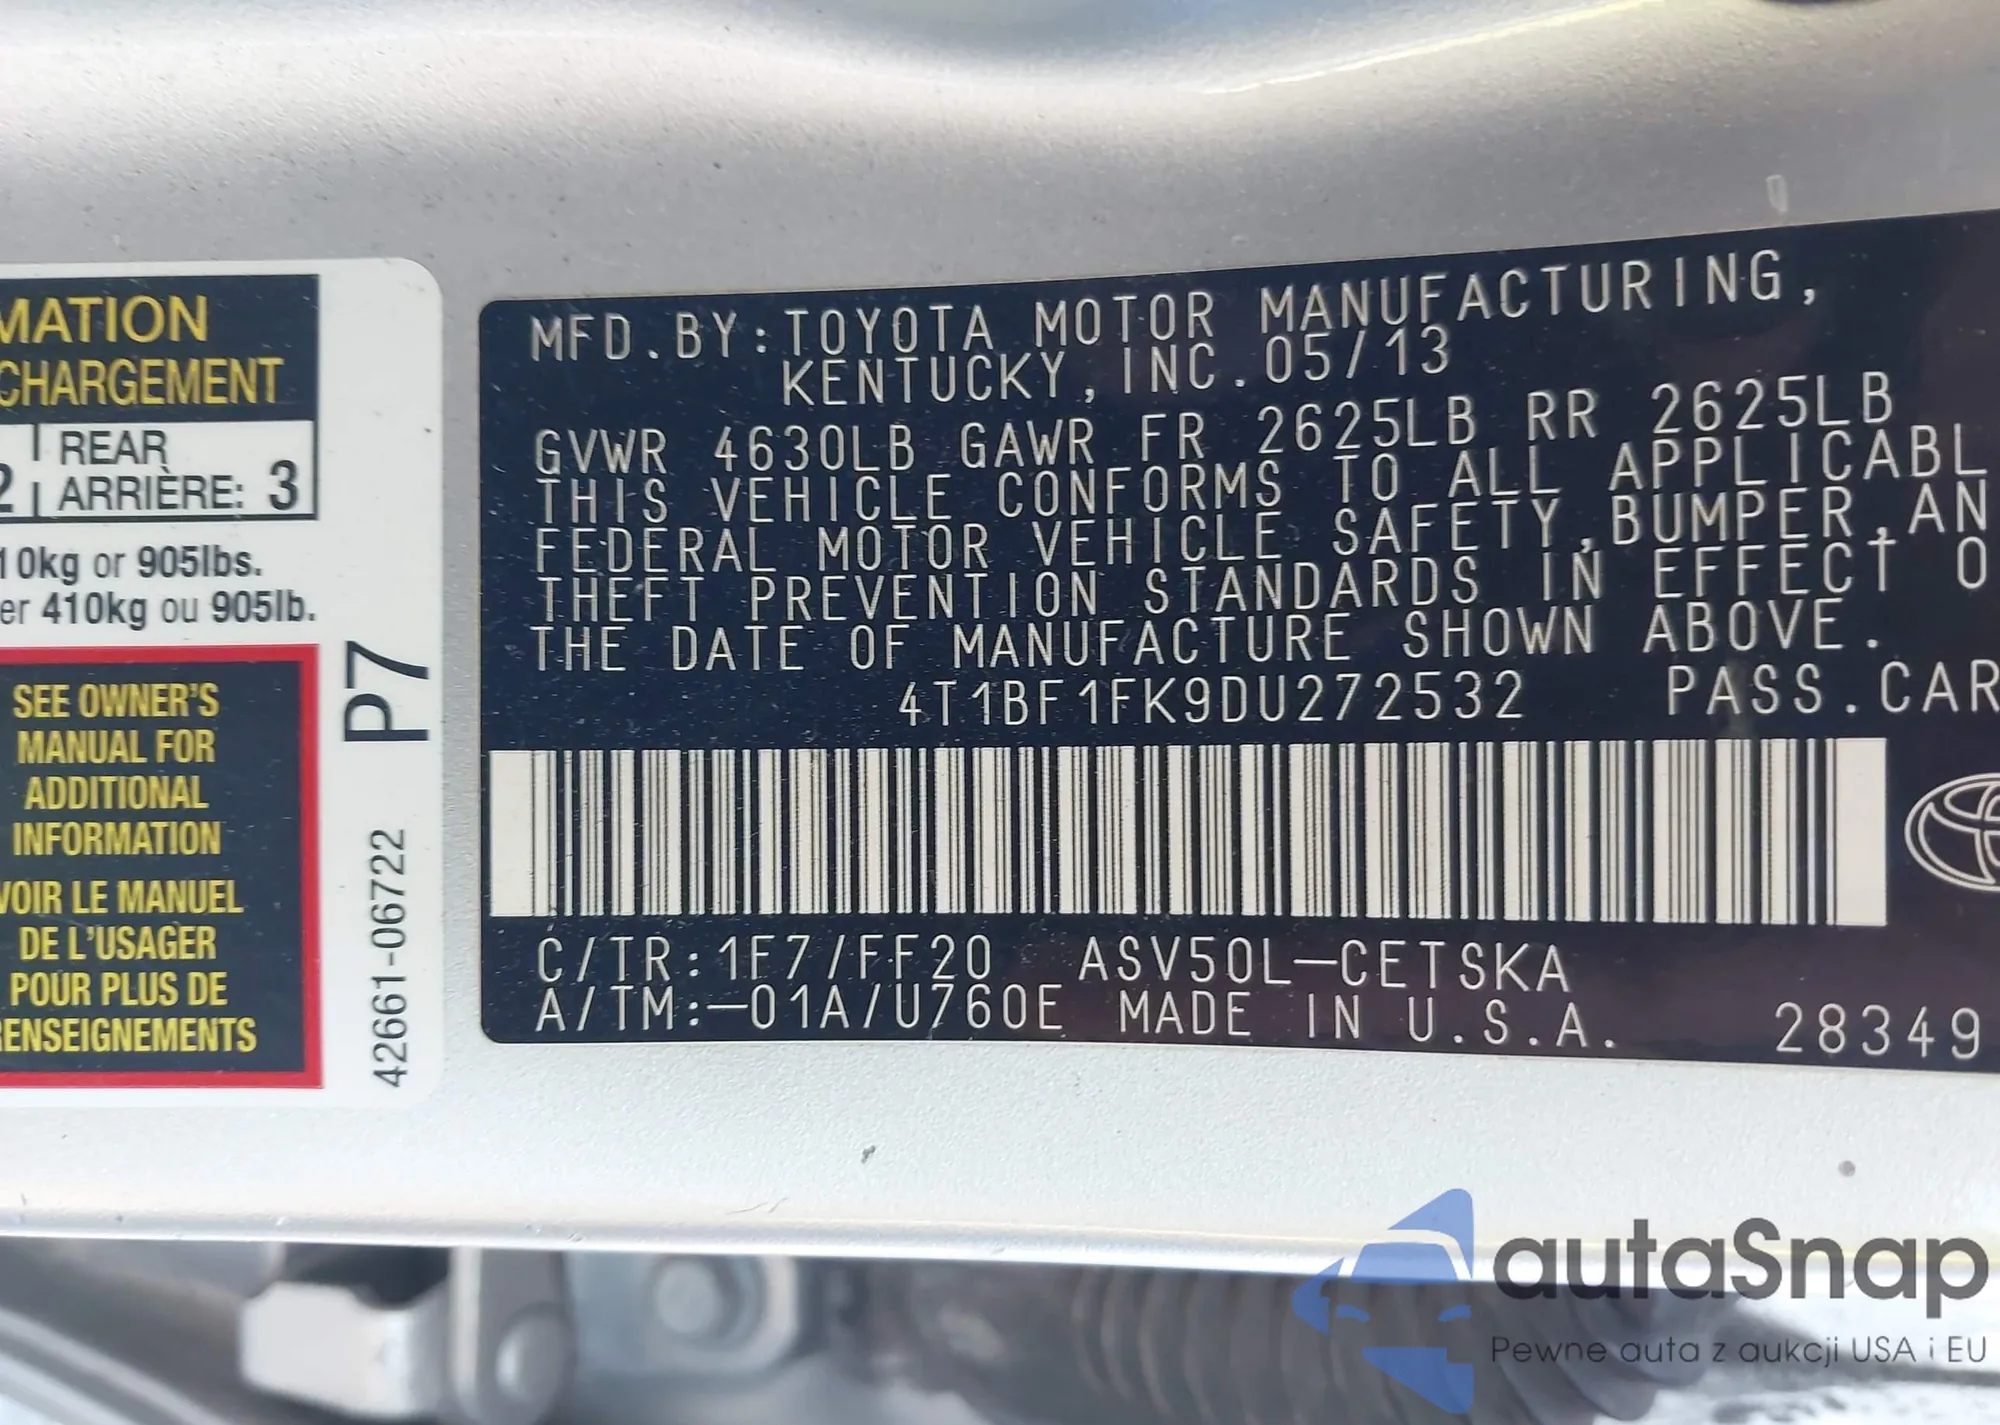 MATION
CHARGEMENT
2 | REAR
ARRIÈRE: 3
10kg or 905lbs.
er 410kg ou 905lb.
SEE OWNER'S
MANUAL FOR
ADDITIONAL
INFORMATION
VOIR LE MANUEL
DE L'USAGER
POUR PLUS DE
RENSEIGNEMENTS
P7
42661-06722
MFD.BY:TOYOTA MOTOR MANUFACTURING,
KENTUCKY,INC.05/13
GVWR 4630LB GAWR FR 2625LB RR 2625LB
THIS VEHICLE CONFORMS TO ALL APPLICABL
FEDERAL MOTOR VEHICLE SAFETY,BUMPER,AN
THEFT PREVENTION STANDARDS IN EFFECT O
THE DATE OF MANUFACTURE SHOWN ABOVE.
4T1BF1FK9DU272532 PASS.CAR
C/TR:1F7/FF20 ASV50L-CETSKA
A/TM:-01A/U760E MADE IN U.S.A. 28349
autaSnap
Pewne auta z aukcji USA i EU